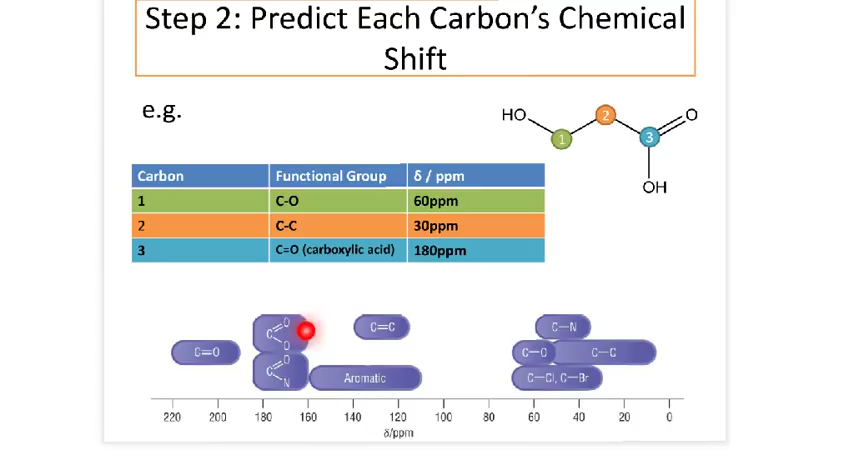 Step 2: Predict Each Carbon's Chemical
Shift
e.g.
HO
2
O
1
3
OH
Carbon Functional Group δ / ppm
1 C-O 60ppm
2 C-C 30ppm
3 C=O (carboxylic acid) 180ppm
C=O
C O O
C O N
C=C
Aromatic
C—N
C—O
C—C
C—Cl, C—Br
220 200 180 160 140 120 100 80 60 40 20 0
δ/ppm